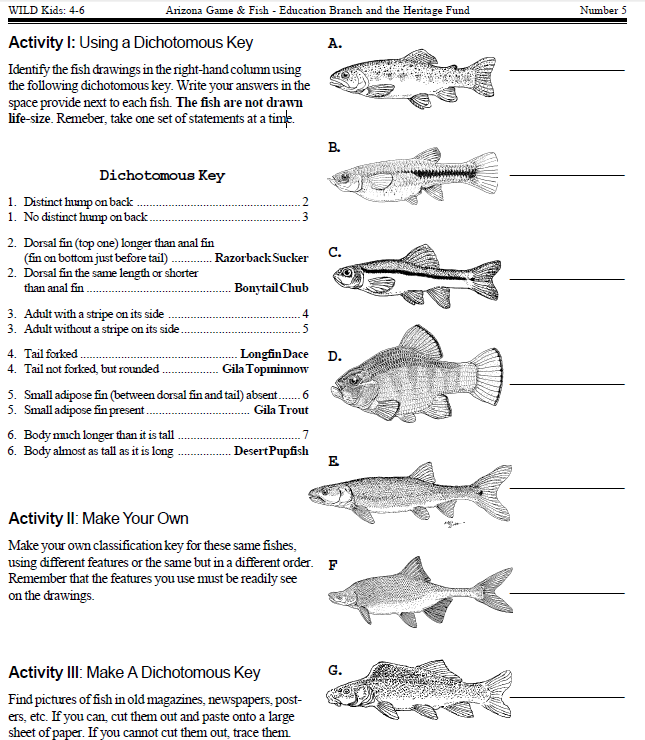 WILD Kids: 4-6 Arizona Game & Fish - Education Branch and the Heritage Fund Number 5
Activity I: Using a Dichotomous Key
Identify the fish drawings in the right-hand column using
the following dichotomous key. Write your answers in the
space provide next to each fish. The fish are not drawn
life-size. Remeber, take one set of statements at a time.
Dichotomous Key
1. Distinct hump on back ................................................ 2
1. No distinct hump on back ............................................ 3
2. Dorsal fin (top one) longer than anal fin
(fin on bottom just before tail) ............ Razorback Sucker
2. Dorsal fin the same length or shorter
than anal fin ........................................... Bonytail Chub
3. Adult with a stripe on its side ....................................... 4
3. Adult without a stripe on its side ................................... 5
4. Tail forked ............................................... Longfin Dace
4. Tail not forked, but rounded ................. Gila Topminnow
5. Small adipose fin (between dorsal fin and tail) absent ...... 6
5. Small adipose fin present ............................... Gila Trout
6. Body much longer than it is tall .................................... 7
6. Body almost as tall as it is long ................ Desert Pupfish
Activity II: Make Your Own
Make your own classification key for these same fishes,
using different features or the same but in a different order.
Remember that the features you use must be readily see
on the drawings.
Activity III: Make A Dichotomous Key
Find pictures of fish in old magazines, newspapers, post-
ers, etc. If you can, cut them out and paste onto a large
sheet of paper. If you cannot cut them out, trace them.
A.
B.
C.
D.
E
F
G.